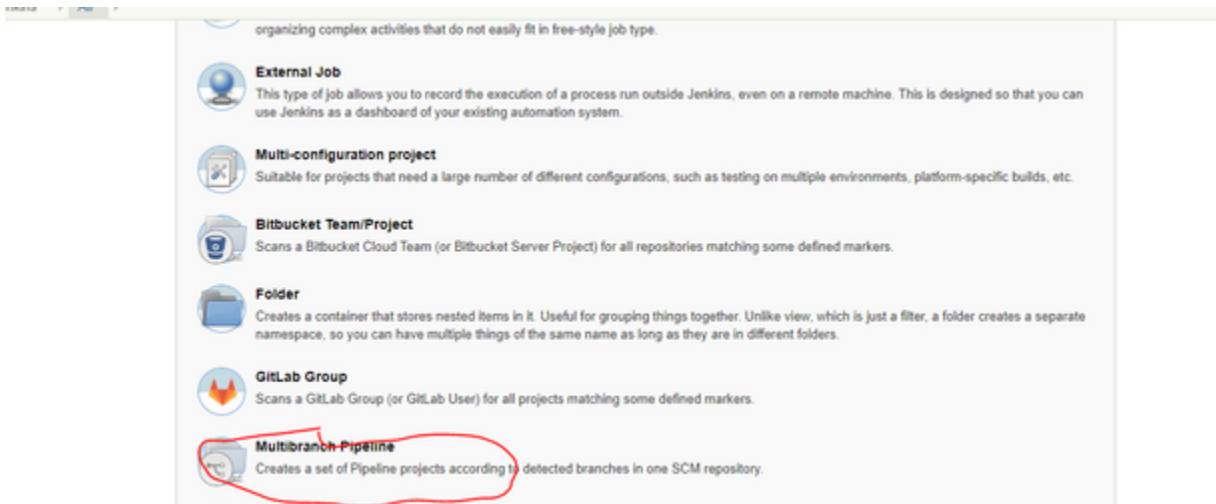 All
organizing complex activities that do not easily fit in free-style job type.
External Job
This type of job allows you to record the execution of a process run outside Jenkins, even on a remote machine. This is designed so that you can
use Jenkins as a dashboard of your existing automation system.
Multi-configuration project
Suitable for projects that need a large number of different configurations, such as testing on multiple environments, platform-specific builds, etc.
Bitbucket Team/Project
Scans a Bitbucket Cloud Team (or Bitbucket Server Project) for all repositories matching some defined markers.
Folder
Creates a container that stores nested items in it. Useful for grouping things together. Unlike view, which is just a filter, a folder creates a separate
namespace, so you can have multiple things of the same name as long as they are in different folders.
GitLab Group
Scans a GitLab Group (or GitLab User) for all projects matching some defined markers.
Multibranch Pipeline
Creates a set of Pipeline projects according to detected branches in one SCM repository.